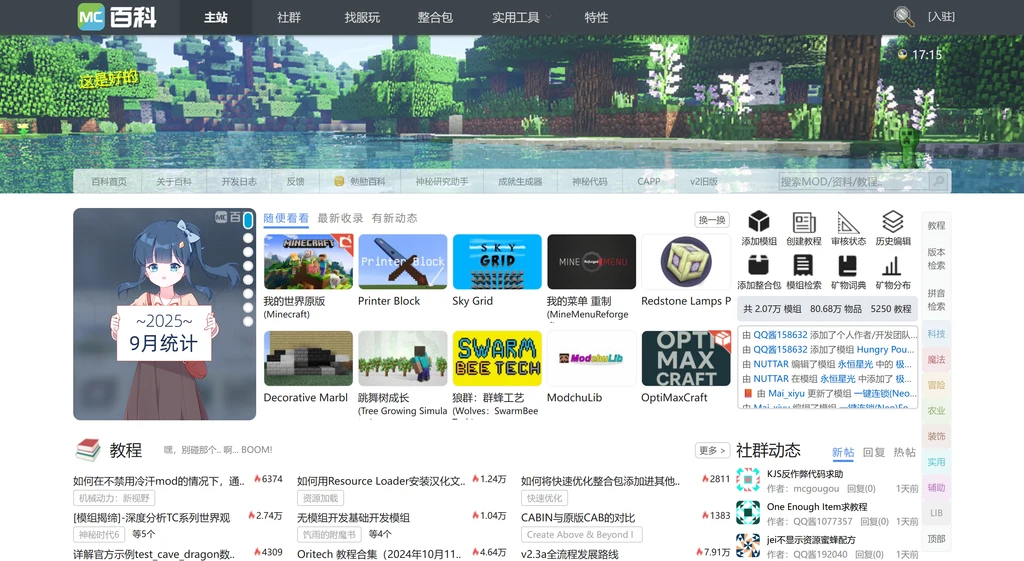 MC 百科 主站 社群 找服玩 整合包 实用工具 特性 [入驻]
17:15
这是好的
百科首页 关于百科 开发日志 反馈 勉励百科 神秘研究助手 成就生成器 神秘代码 CAPP v2旧版 搜索MOD/资料/教程..
MC 百
~2025~
9月统计
随便看看 最新收录 有新动态 换一换
MINECRAFT
Printer Block
SKY
GRID
MINE MENU
我的世界原版
(Minecraft)
Printer Block
Sky Grid
我的菜单 重制
(MineMenuReforge
Redstone Lamps P
SWARM
BEE TECH
ModchuLib
OPTI
MAX
CRAFT
Decorative Marbl
跳舞树成长
(Tree Growing Simula
狼群：群蜂工艺
(Wolves：SwarmBee
ModchuLib
OptiMaxCraft
添加模组 创建教程 审核状态 历史编辑
添加整合包 模组检索 矿物词典 矿物分布
共 2.07万 模组 80.68万 物品 5250 教程
由 QQ酱158632 添加了个人作者/开发团队...
由 QQ酱158632 添加了模组 Hungry Pou...
由 NUTTAR 编辑了模组 永恒星光 中的 极...
由 NUTTAR 在模组 永恒星光 中添加了 极...
由 Mai_xiyu 更新了模组 一键连锁(Neo...
由 Mai_xiyu 编辑了模组 一键连锁(Neo)Fo...
教程
版本
检索
拼音
检索
科技
魔法
冒险
农业
装饰
实用
辅助
LIB
顶部
教程 嘿，别碰那个.. 啊... BOOM! 更多 >
如何在不禁用冷汗mod的情况下，通.. 6374
机械动力：新视野
[模组揭缔]-深度分析TC系列世界观 2.74万
神秘时代6 等5个
详解官方示例test_cave_dragon数.. 4309
如何用Resource Loader安装汉化文.. 1.24万
资源加载
无模组开发基础开发模组 1.04万
饩雨的附魔书 等4个
Oritech 教程合集（2024年10月11.. 4.64万
如何将快速优化整合包添加进其他.. 2811
快速优化
CABIN与原版CAB的对比 1383
Create Above & Beyond I
v2.3a全流程发展路线 7.91万
社群动态 新帖 回复 热帖
KJS反作弊代码求助
作者：mcgougou 回复(0) 1天前
One Enough Item求教程
作者：QQ酱1077357 回复(0) 1天前
jei不显示资源蜜蜂配方
作者：QQ酱192040 回复(0) 1天前